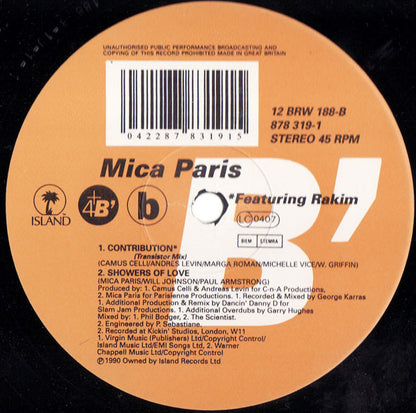 UNAUTHORISED PUBLIC PERFORMANCE BROADCASTING AND
COPYING OF THIS RECORD PROHIBITED MADE IN GREAT BRITAIN
12 BRW 188-B
878 319-1
STEREO 45 RPM
042287 831915
Mica Paris
*Featuring Rakim
ISLAND
4th B'
b
B'
LC 0407
BIEM STEMRA
1. CONTRIBUTION*
(Transistor Mix)
(CAMUS CELLI/ANDRES LEVIN/MARGA ROMAN/MICHELLE VICE/W. GRIFFIN)
2. SHOWERS OF LOVE
(MICA PARIS/WILL JOHNSON/PAUL ARMSTRONG)
Produced by: 1. Camus Celli & Andreas Levin for C-n-A Productions,
2. Mica Paris for Parisienne Productions. 1. Recorded & Mixed by George Karras
1. Additional Production & Remix by Dancin' Danny D for
Slam Jam Productions. 1. Additional Overdubs by Garry Hughes
Mixed by: 1. Phil Bodger, 2. The Scientist.
2. Engineered by P. Sebastiane.
2. Recorded at Kickin' Studios, London, W11
1. Virgin Music (Publishers) Ltd/Copyright Control/
Island Music Ltd/EMI Songs Ltd, 2. Warner
Chappell Music Ltd/Copyright Control
℗1990 Owned by Island Records Ltd